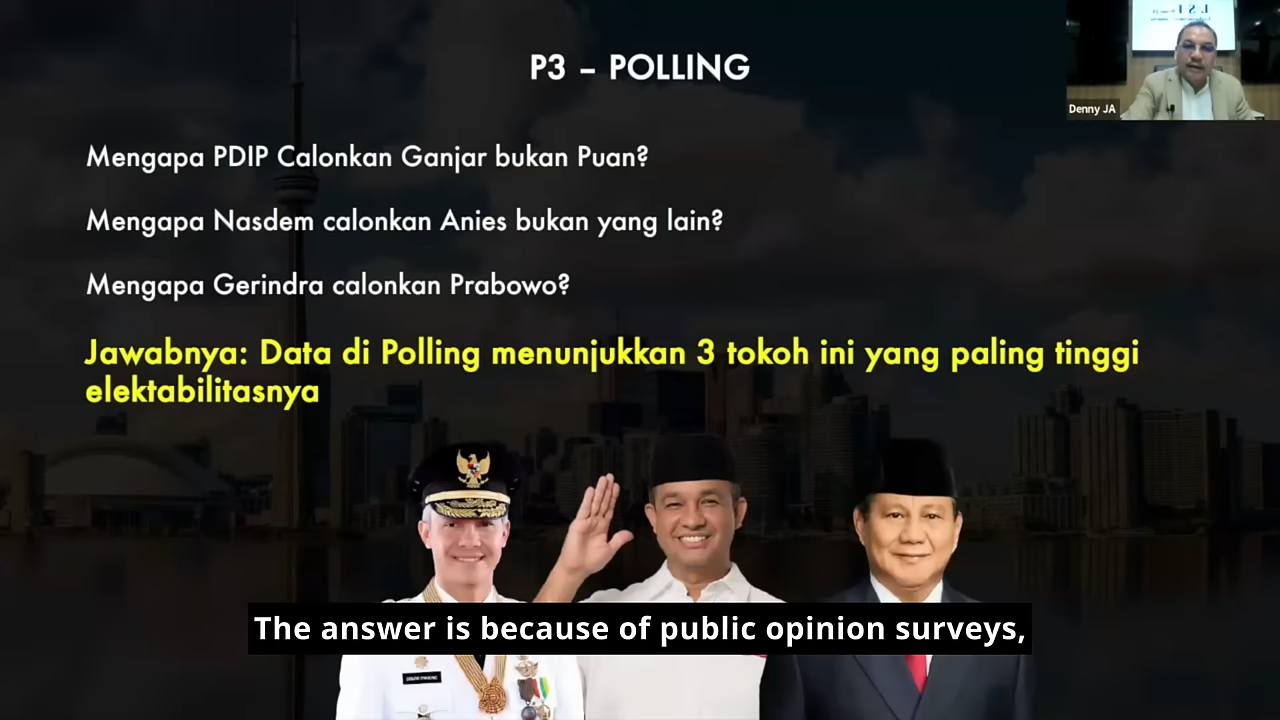 P3 – POLLING
L S I
Denny JA
Mengapa PDIP Calonkan Ganjar bukan Puan?
Mengapa Nasdem calonkan Anies bukan yang lain?
Mengapa Gerindra calonkan Prabowo?
Jawabnya: Data di Polling menunjukkan 3 tokoh ini yang paling tinggi
elektabilitasnya
The answer is because of public opinion surveys,